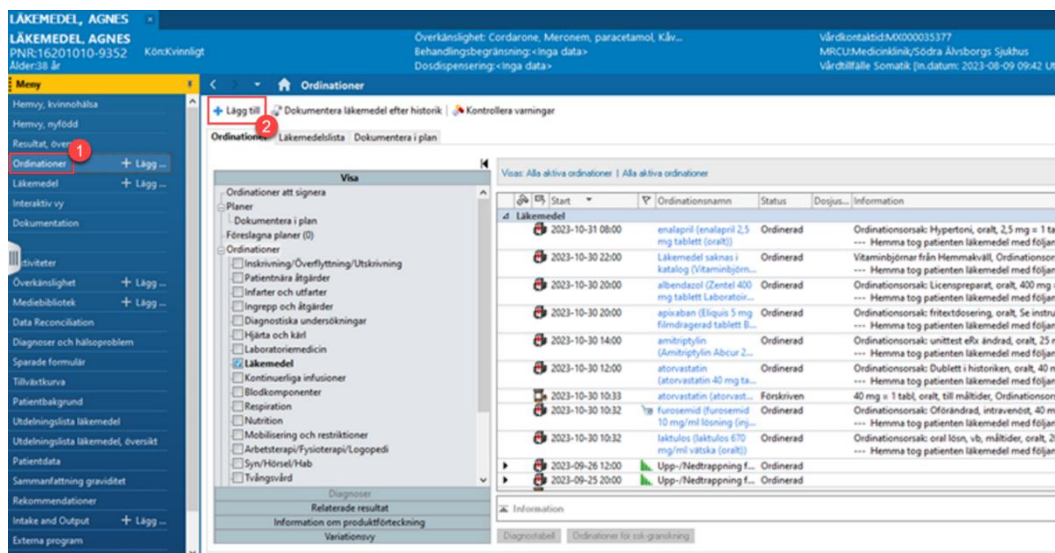 LÄKEMEDEL, AGNES ×
LÄKEMEDEL, AGNES
PNR:16201010-9352 Kön:Kvinnligt
Ålder:38 år
Överkänslighet: Cordarone, Meronem, paracetamol, Kåv...
Behandlingsbegränsning:<Inga data>
Dosdispensering:<Inga data>
Vårdkontaktid:MX000035377
MRCU:Medicinklinik/Södra Älvsborgs Sjukhus
Vårdtillfälle Somatik [In.datum: 2023-08-09 09:42 Ut
Meny
Hemvy, kvinnohälsa
Hemvy, nyfödd
Resultat, över
1
Ordinationer + Lägg ...
Läkemedel + Lägg ...
Interaktiv vy
Dokumentation
tiviteter
Överkänslighet + Lägg ...
Mediebibliotek + Lägg ...
Data Reconciliation
Diagnoser och hälsoproblem
Sparade formulär
Tillväxtkurva
Patientbakgrund
Utdelningslista läkemedel
Utdelningslista läkemedel, översikt
Patientdata
Sammanfattning graviditet
Rekommendationer
Intake and Output + Lägg ...
Externa program
Ordinationer
+ Lägg till Dokumentera läkemedel efter historik Kontrollera varningar
2
Ordinatione Läkemedelslista Dokumentera i plan
Visa
Ordinationer att signera
Planer
Dokumentera i plan
Föreslagna planer (0)
Ordinationer
Inskrivning/Överflyttning/Utskrivning
Patientnära åtgärder
Infarter och utfarter
Ingrepp och åtgärder
Diagnostiska undersökningar
Hjärta och kärl
Laboratoriemedicin
Läkemedel
Kontinuerliga infusioner
Blodkomponenter
Respiration
Nutrition
Mobilisering och restriktioner
Arbetsterapi/Fysioterapi/Logopedi
Syn/Hörsel/Hab
Tvångsvård
Diagnoser
Relaterade resultat
Information om produktförteckning
Variationsvy
Visas: Alla aktiva ordinationer | Alla aktiva ordinationer
Start Ordinationsnamn Status Dosjus... Information
Läkemedel
2023-10-31 08:00 enalapril (enalapril 2,5 Ordinerad Ordinationsorsak: Hypertoni, oralt, 2,5 mg = 1 ta
mg tablett (oralt)) --- Hemma tog patienten läkemedel med följan
2023-10-30 22:00 Läkemedel saknas i Ordinerad Vitaminbjörnar från Hemmakväll, Ordinationsor
katalog (Vitaminbjörn... --- Hemma tog patienten läkemedel med följan
2023-10-30 20:00 albendazol (Zentel 400 Ordinerad Ordinationsorsak: Licenspreparat, oralt, 400 mg =
mg tablett Laboratoir... --- Hemma tog patienten läkemedel med följan
2023-10-30 20:00 apixaban (Eliquis 5 mg Ordinerad Ordinationsorsak: fritextdosering, oralt, Se instru
filmdragerad tablett B... --- Hemma tog patienten läkemedel med följan
2023-10-30 14:00 amitriptylin Ordinerad Ordinationsorsak: unittest eRx ändrad, oralt, 25 m
(Amitriptylin Abcur 2... --- Hemma tog patienten läkemedel med följan
2023-10-30 12:00 atorvastatin Ordinerad Ordinationsorsak: Dublett i historiken, oralt, 40 m
(atorvastatin 40 mg ta... --- Hemma tog patienten läkemedel med följan
2023-10-30 10:33 atorvastatin (atorvast... Förskriven 40 mg = 1 tabl, oralt, till måltider, Ordinationsor
2023-10-30 10:32 furosemid (furosemid Ordinerad Ordinationsorsak: Oförändrad, intravenöst, 40 m
10 mg/ml lösning (inj... --- Hemma tog patienten läkemedel med följan
2023-10-30 10:32 laktulos (laktulos 670 Ordinerad Ordinationsorsak: oral lösn, vb, måltider, oralt, 2
mg/ml vätska (oralt)) --- Hemma tog patienten läkemedel med följan
2023-09-26 12:00 Upp-/Nedtrappning f... Ordinerad
2023-09-25 20:00 Upp-/Nedtrappning f... Ordinerad
Information
Diagnostabell Ordinationer för ssk-granskning